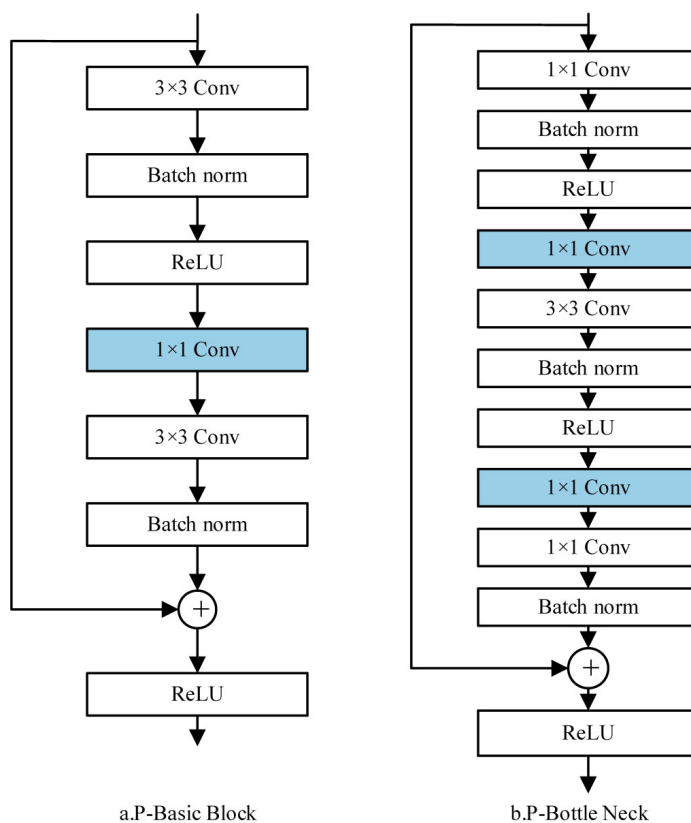 3×3 Conv
Batch norm
ReLU
1×1 Conv
3×3 Conv
Batch norm
+
ReLU
a.P-Basic Block
1×1 Conv
Batch norm
ReLU
1×1 Conv
3×3 Conv
Batch norm
ReLU
1×1 Conv
1×1 Conv
Batch norm
+
ReLU
b.P-Bottle Neck